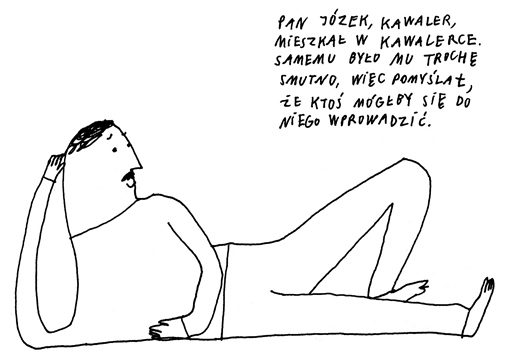 PAN JÓZEK, KAWALER,
MIESZKAŁ W KAWALERCE.
SAMEMU BYŁO MU TROCHĘ
SMUTNO, WIĘC POMYŚLAŁ,
ŻE KTOŚ MÓGŁBY SIĘ DO
NIEGO WPROWADZIĆ.